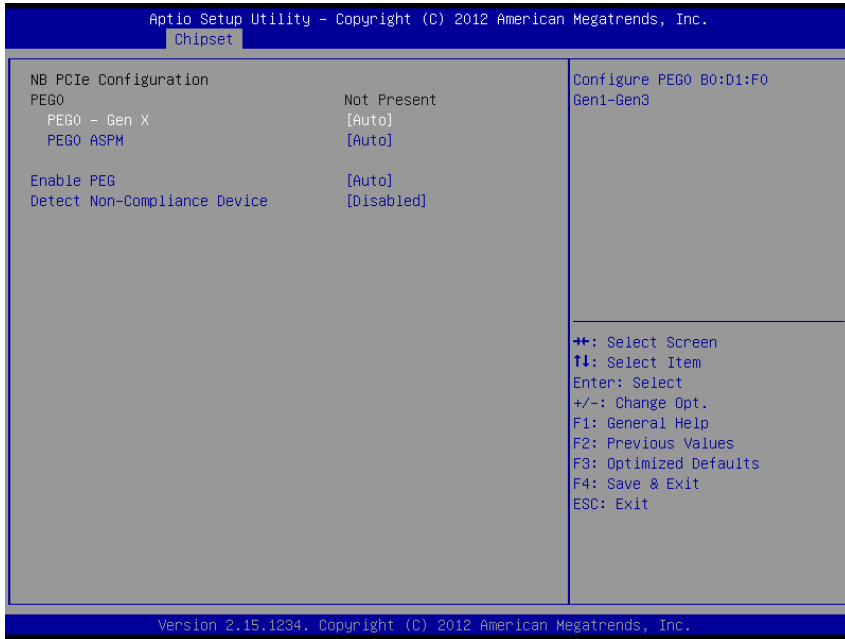 Aptio Setup Utility – Copyright (C) 2012 American Megatrends, Inc.
Chipset
NB PCIe Configuration
PEG0 Not Present
PEG0 – Gen X [Auto]
PEG0 ASPM [Auto]
Enable PEG [Auto]
Detect Non-Compliance Device [Disabled]
Configure PEG0 B0:D1:F0
Gen1-Gen3
→←: Select Screen
↑↓: Select Item
Enter: Select
+/-: Change Opt.
F1: General Help
F2: Previous Values
F3: Optimized Defaults
F4: Save & Exit
ESC: Exit
Version 2.15.1234. Copyright (C) 2012 American Megatrends, Inc.